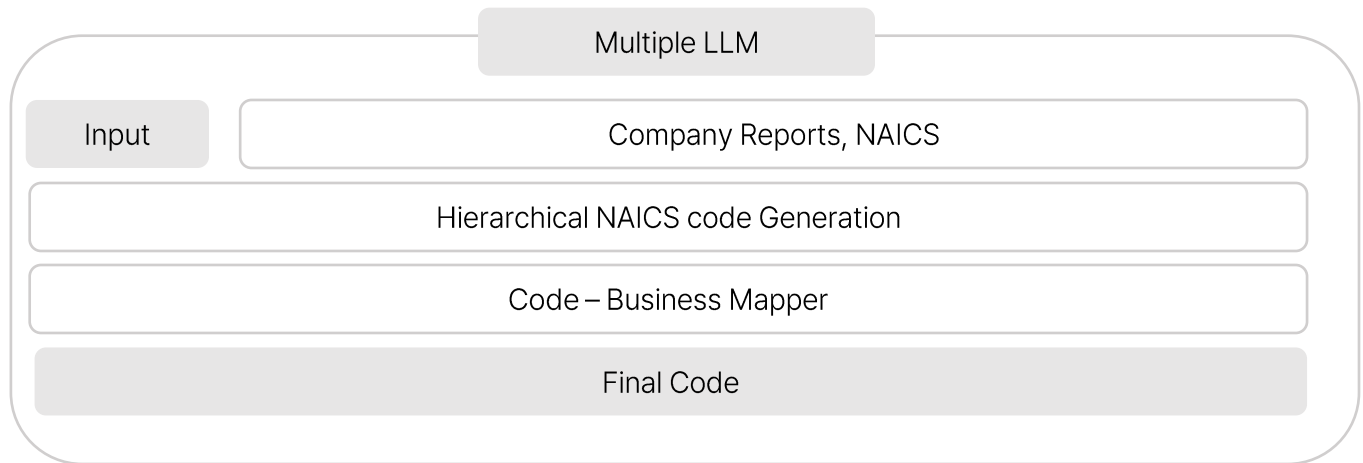 Multiple LLM
Input
Company Reports, NAICS
Hierarchical NAICS code Generation
Code – Business Mapper
Final Code